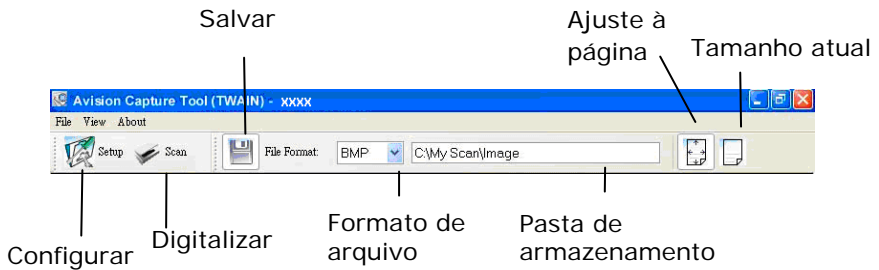 Salvar
Ajuste à
página
Tamanho atual
Avision Capture Tool (TWAIN) - xxxx
File View About
Setup Scan File Format: BMP C:\My Scan\Image
Configurar
Digitalizar
Formato de
arquivo
Pasta de
armazenamento